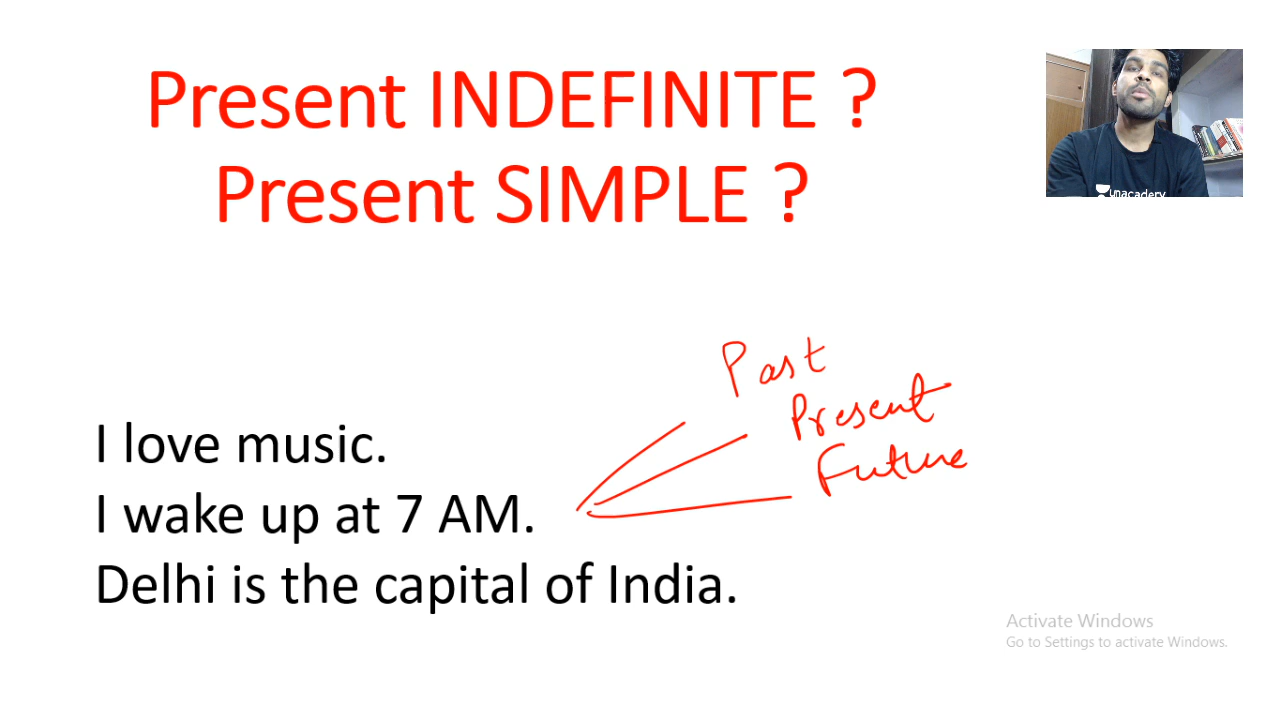 Present INDEFINITE ?
Present SIMPLE ?
unacademy
Past
Present
Future
I love music.
I wake up at 7 AM.
Delhi is the capital of India.
Activate Windows
Go to Settings to activate Windows.